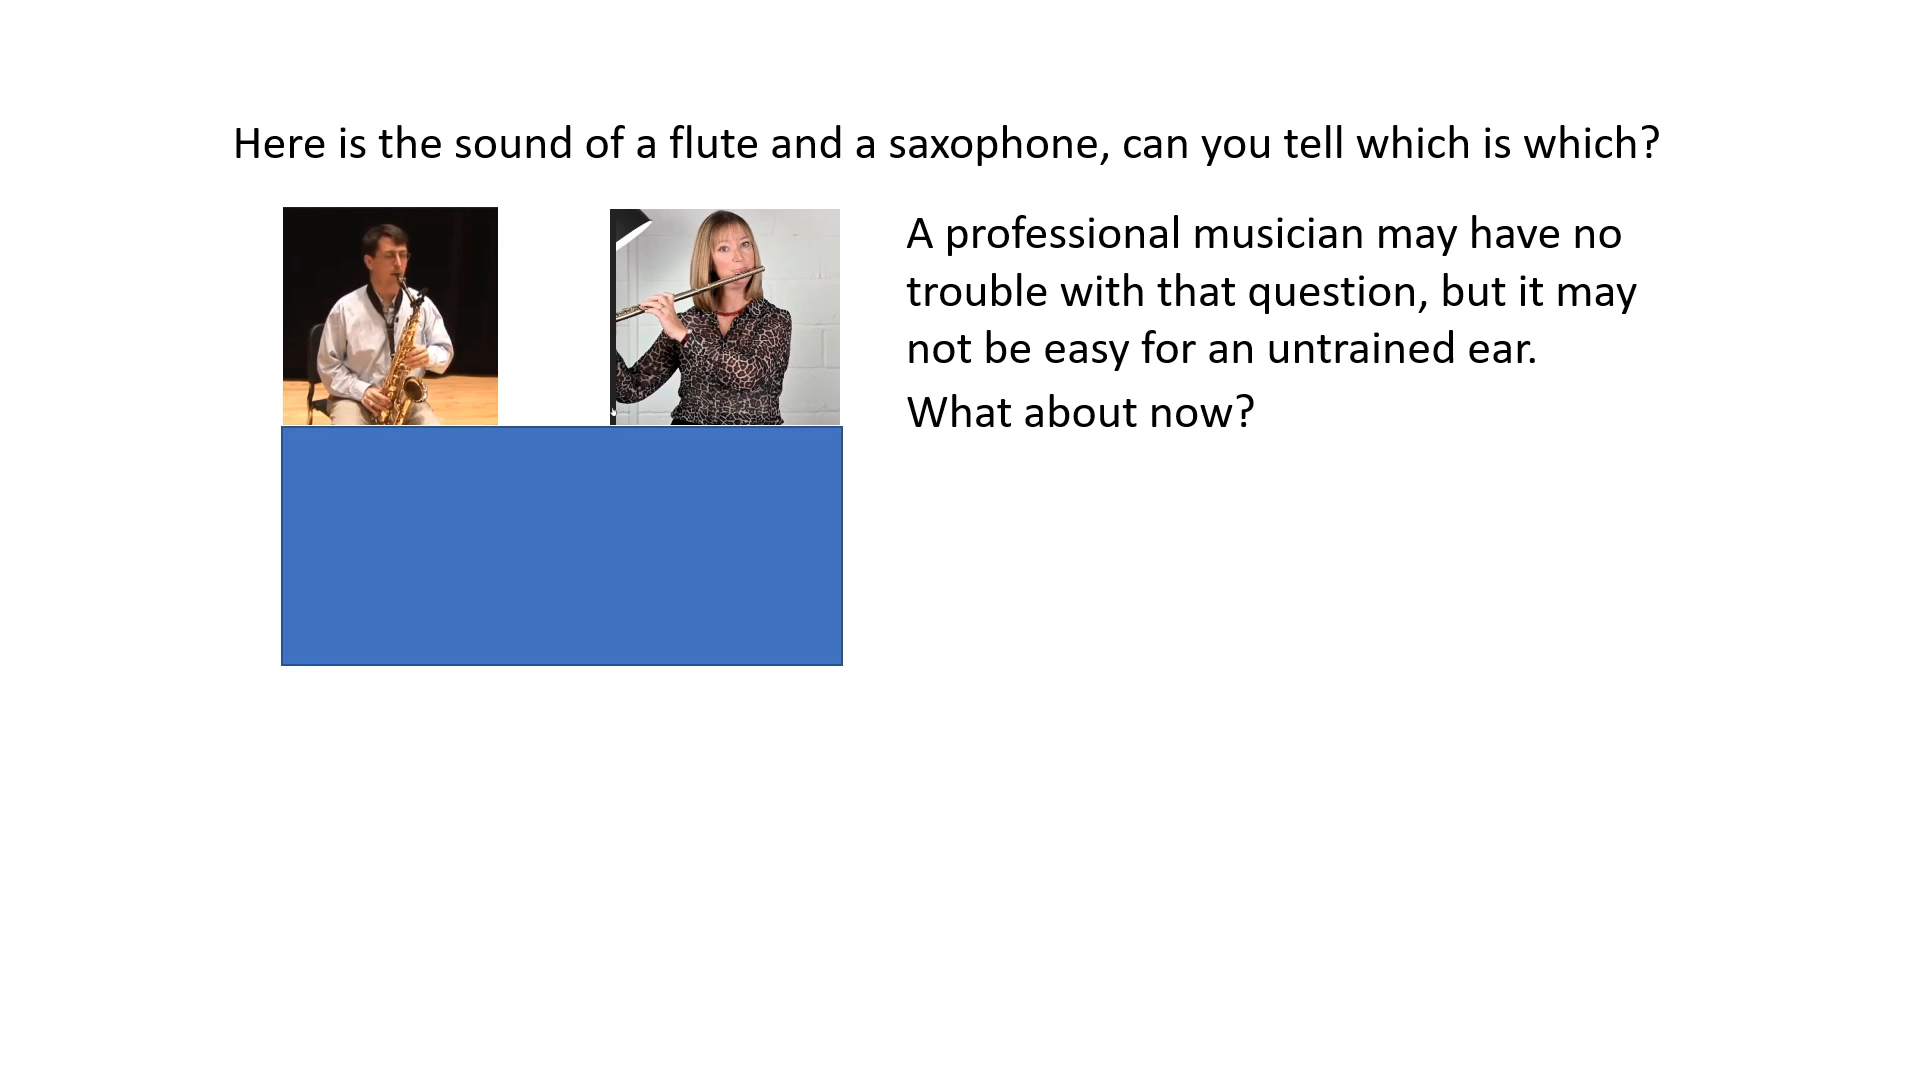 Here is the sound of a flute and a saxophone, can you tell which is which?
A professional musician may have no
trouble with that question, but it may
not be easy for an untrained ear.
What about now?